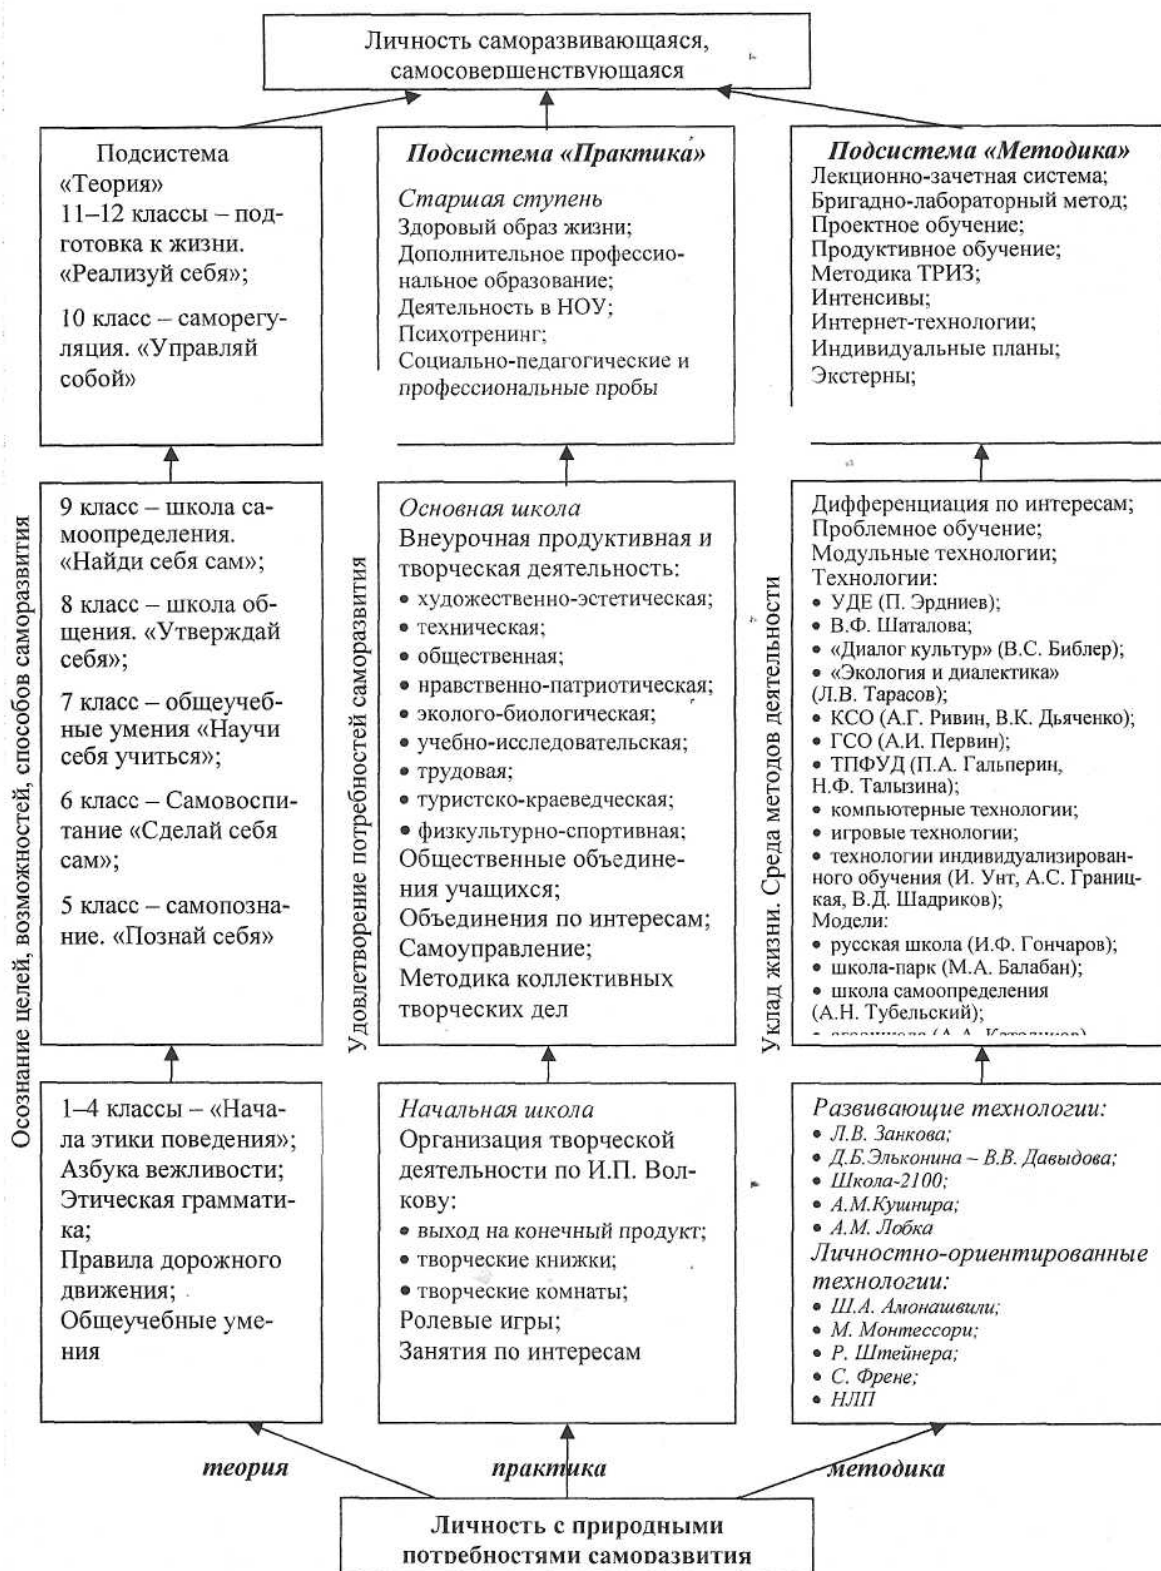 Личность саморазвивающаяся,
самосовершенствующаяся
Подсистема
«Теория»
11–12 классы – под-
готовка к жизни.
«Реализуй себя»;
10 класс – саморегу-
ляция. «Управляй
собой»
Подсистема «Практика»
Старшая ступень
Здоровый образ жизни;
Дополнительное профессио-
нальное образование;
Деятельность в НОУ;
Психотренинг;
Социально-педагогические и
профессиональные пробы
Подсистема «Методика»
Лекционно-зачетная система;
Бригадно-лабораторный метод;
Проектное обучение;
Продуктивное обучение;
Методика ТРИЗ;
Интенсивы;
Интернет-технологии;
Индивидуальные планы;
Экстерны;
Осознание целей, возможностей, способов саморазвития
9 класс – школа са-
моопределения.
«Найди себя сам»;
8 класс – школа об-
щения. «Утверждай
себя»;
7 класс – общеучеб-
ные умения «Научи
себя учиться»;
6 класс – Самовоспи-
тание «Сделай себя
сам»;
5 класс – самопозна-
ние. «Познай себя»
Удовлетворение потребностей саморазвития
Основная школа
Внеурочная продуктивная и
творческая деятельность:
• художественно-эстетическая;
• техническая;
• общественная;
• нравственно-патриотическая;
• эколого-биологическая;
• учебно-исследовательская;
• трудовая;
• туристско-краеведческая;
• физкультурно-спортивная;
Общественные объедине-
ния учащихся;
Объединения по интересам;
Самоуправление;
Методика коллективных
творческих дел
Уклад жизни. Среда методов деятельности
Дифференциация по интересам;
Проблемное обучение;
Модульные технологии;
Технологии:
• УДЕ (П. Эрдниев);
• В.Ф. Шаталова;
• «Диалог культур» (В.С. Библер);
• «Экология и диалектика»
(Л.В. Тарасов);
• КСО (А.Г. Ривин, В.К. Дьяченко);
• ГСО (А.И. Первин);
• ТПФУД (П.А. Гальперин,
Н.Ф. Талызина);
• компьютерные технологии;
• игровые технологии;
• технологии индивидуализирован-
ного обучения (И. Унт, А.С. Границ-
кая, В.Д. Шадриков);
Модели:
• русская школа (И.Ф. Гончаров);
• школа-парк (М.А. Балабан);
• школа самоопределения
(А.Н. Тубельский);
1–4 классы – «Нача-
ла этики поведения»;
Азбука вежливости;
Этическая граммати-
ка;
Правила дорожного
движения;
Общеучебные уме-
ния
Начальная школа
Организация творческой
деятельности по И.П. Вол-
кову:
• выход на конечный продукт;
• творческие книжки;
• творческие комнаты;
Ролевые игры;
Занятия по интересам
Развивающие технологии:
• Л.В. Занкова;
• Д.Б.Эльконина – В.В. Давыдова;
• Школа-2100;
• А.М.Кушнира;
• А.М. Лобка
Личностно-ориентированные
технологии:
• Ш.А. Амонашвили;
• М. Монтессори;
• Р. Штейнера;
• С. Френе;
• НЛП
теория
практика
методика
Личность с природными
потребностями саморазвития